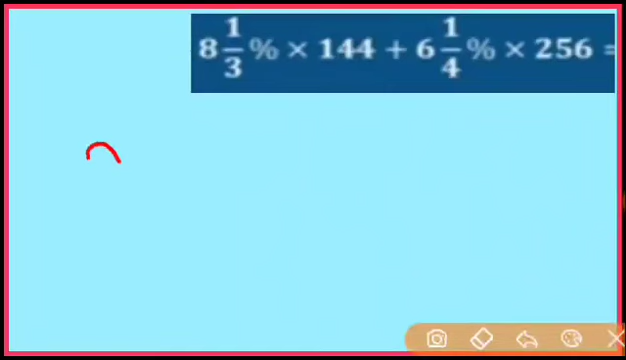 8 1/3 % × 144 + 6 1/4 % × 256 =